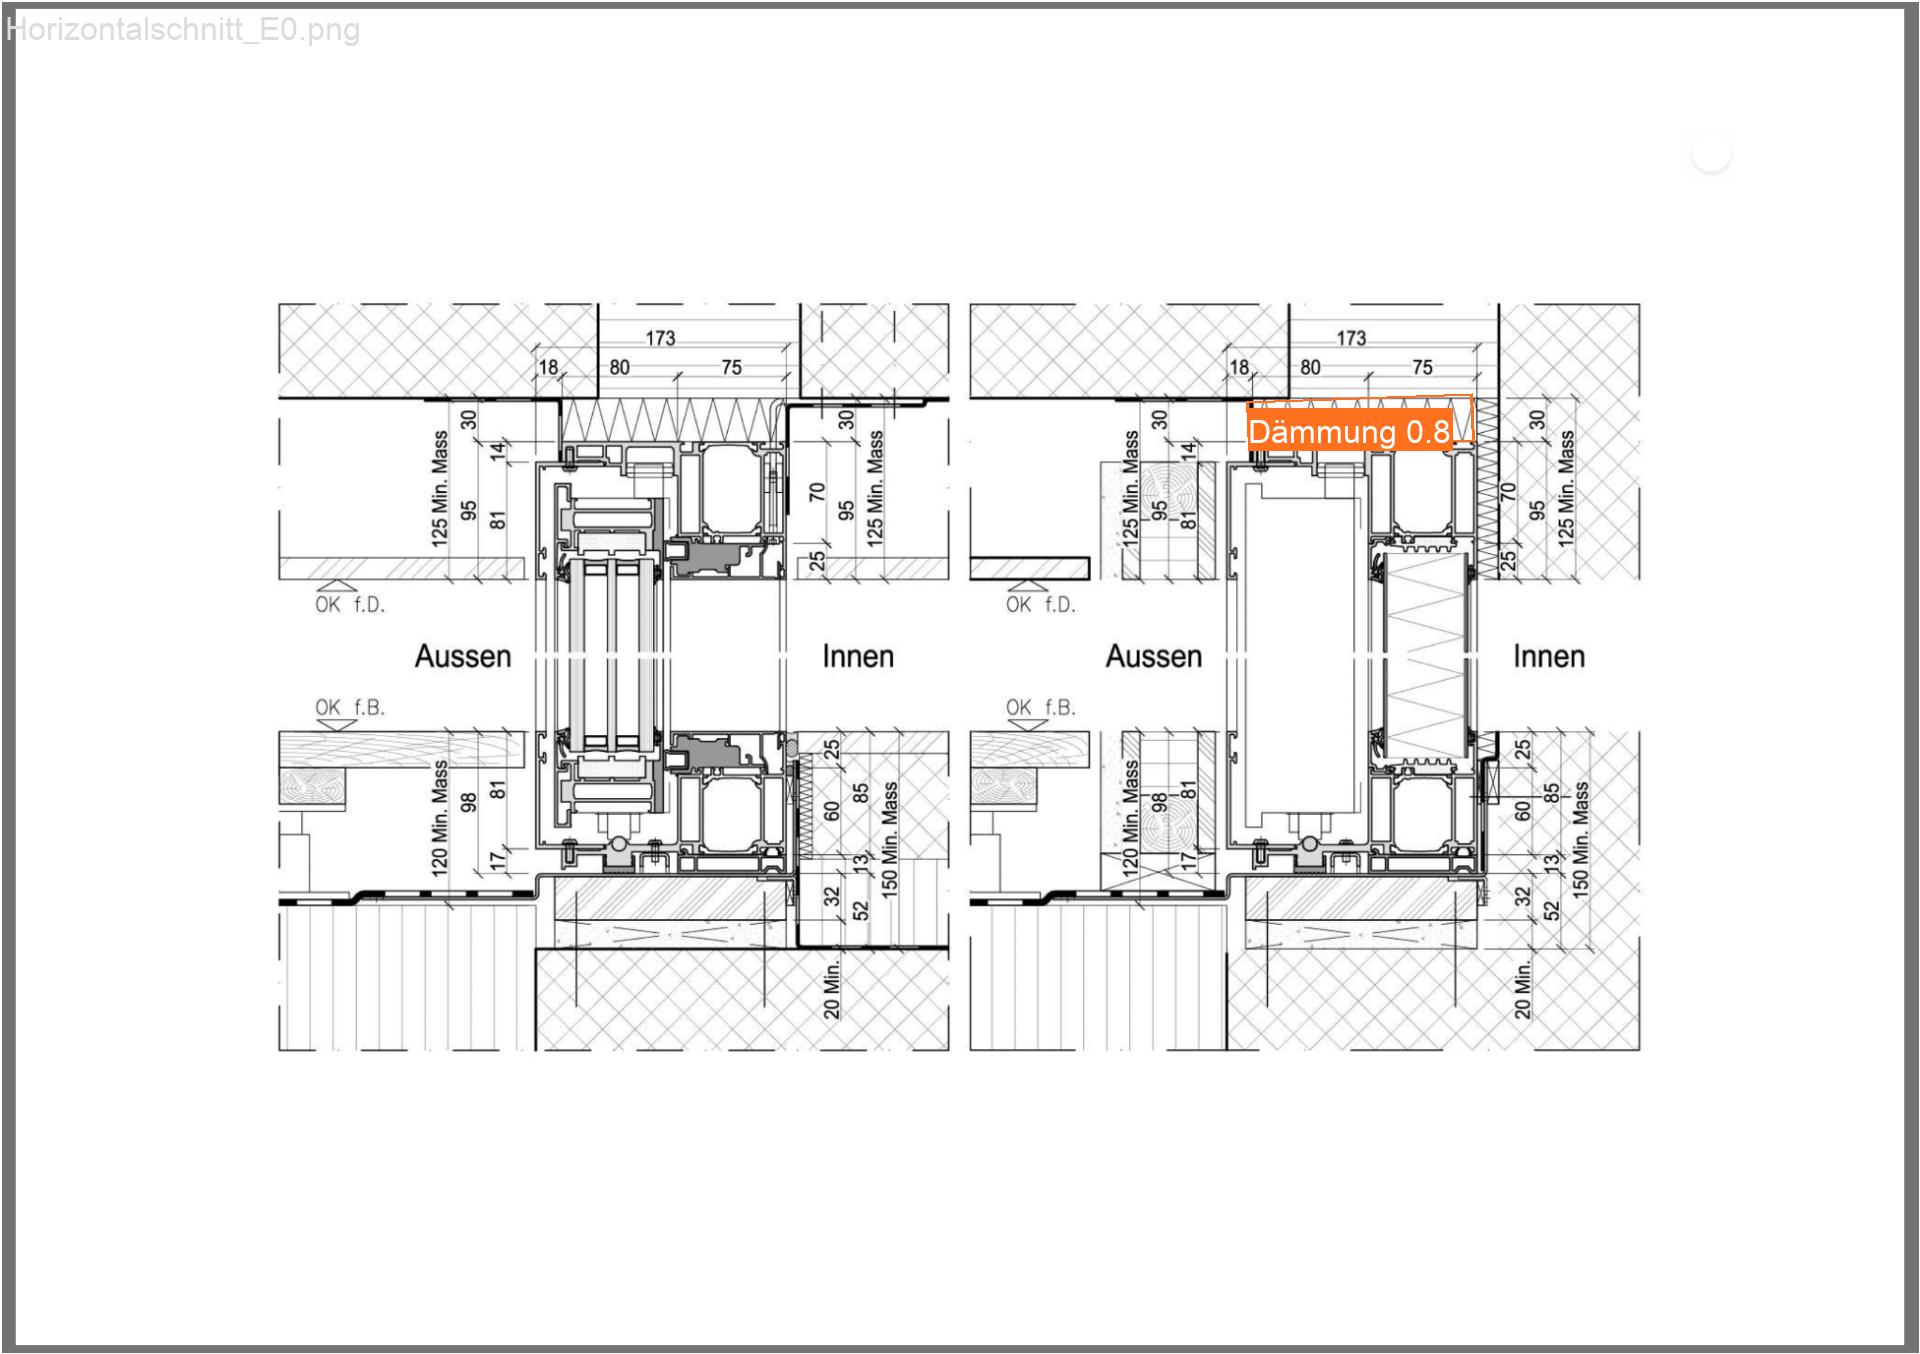 Horizontalschnitt_E0.png
173
18
80
75
30
14
125 Min. Mass
95
81
30
70
95
125 Min. Mass
25
OK f.D.
Aussen
Innen
OK f.B.
120 Min. Mass
98
81
17
25
60
85
13
150 Min. Mass
32
52
20 Min.
173
18
80
75
Dämmung 0.8
30
14
125 Min. Mass
95
81
30
70
95
125 Min. Mass
25
OK f.D.
Aussen
Innen
OK f.B.
120 Min. Mass
98
81
17
25
60
85
13
150 Min. Mass
32
52
20 Min.